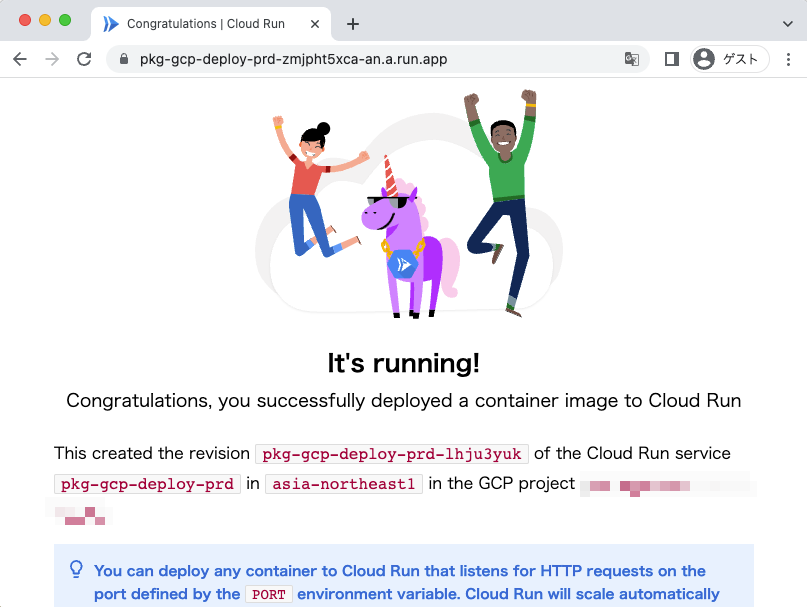 Congratulations | Cloud Run
pkg-gcp-deploy-prd-zmjpht5xca-an.a.run.app
ゲスト
It's running!
Congratulations, you successfully deployed a container image to Cloud Run
This created the revision pkg-gcp-deploy-prd-lhju3yuk of the Cloud Run service
pkg-gcp-deploy-prd in asia-northeast1 in the GCP project
You can deploy any container to Cloud Run that listens for HTTP requests on the
port defined by the PORT environment variable. Cloud Run will scale automatically